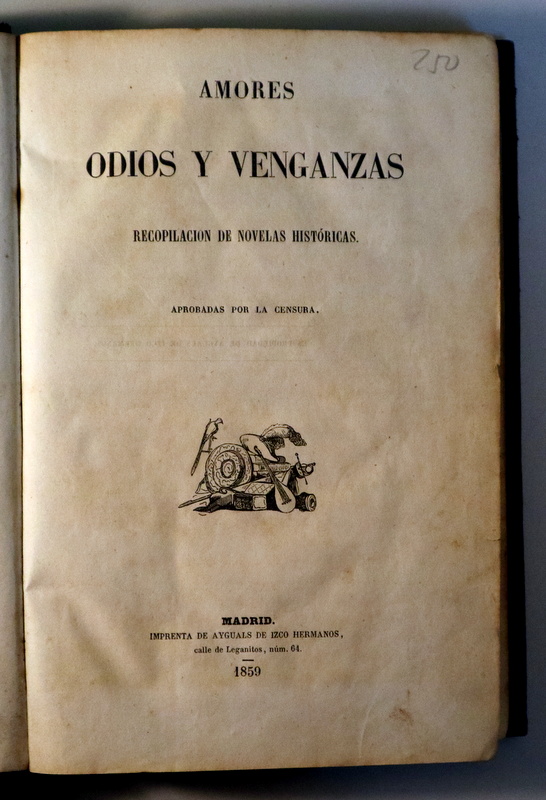 250
AMORES
ODIOS Y VENGANZAS
RECOPILACION DE NOVELAS HISTÓRICAS.
APROBADAS POR LA CENSURA.
MADRID.
IMPRENTA DE AYGUALS DE IZCO HERMANOS,
calle de Leganitos, núm. 64.
1859